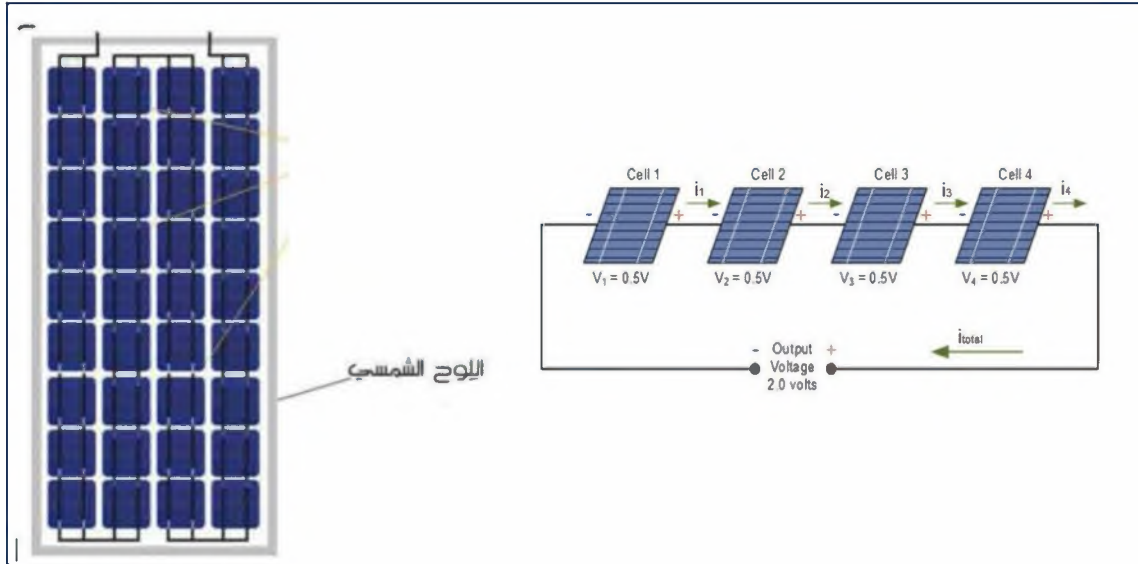 اللوح الشمسي
Cell 1 Cell 2 Cell 3 Cell 4
i1 i2 i3 i4
- + - + - + - +
V1 = 0.5V V2 = 0.5V V3 = 0.5V V4 = 0.5V
itotal
- Output +
Voltage
2.0 volts